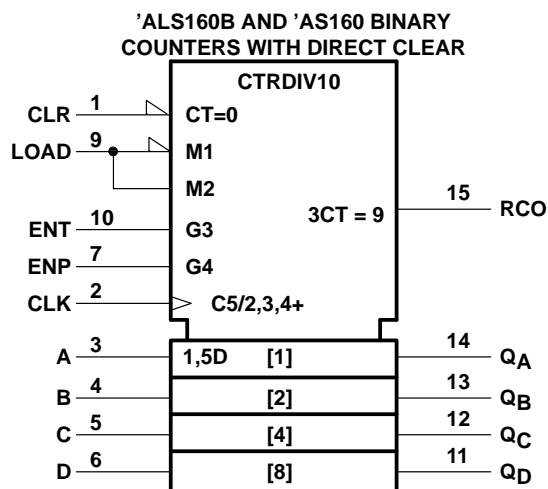 ’ALS160B AND ’AS160 BINARY
COUNTERS WITH DIRECT CLEAR
CTRDIV10
CLR 1 CT=0
LOAD 9 M1
M2
3CT = 9 15 RCO
ENT 10 G3
ENP 7 G4
CLK 2 C5/2,3,4+
A 3 1,5D [1] 14 QA
B 4 [2] 13 QB
C 5 [4] 12 QC
D 6 [8] 11 QD